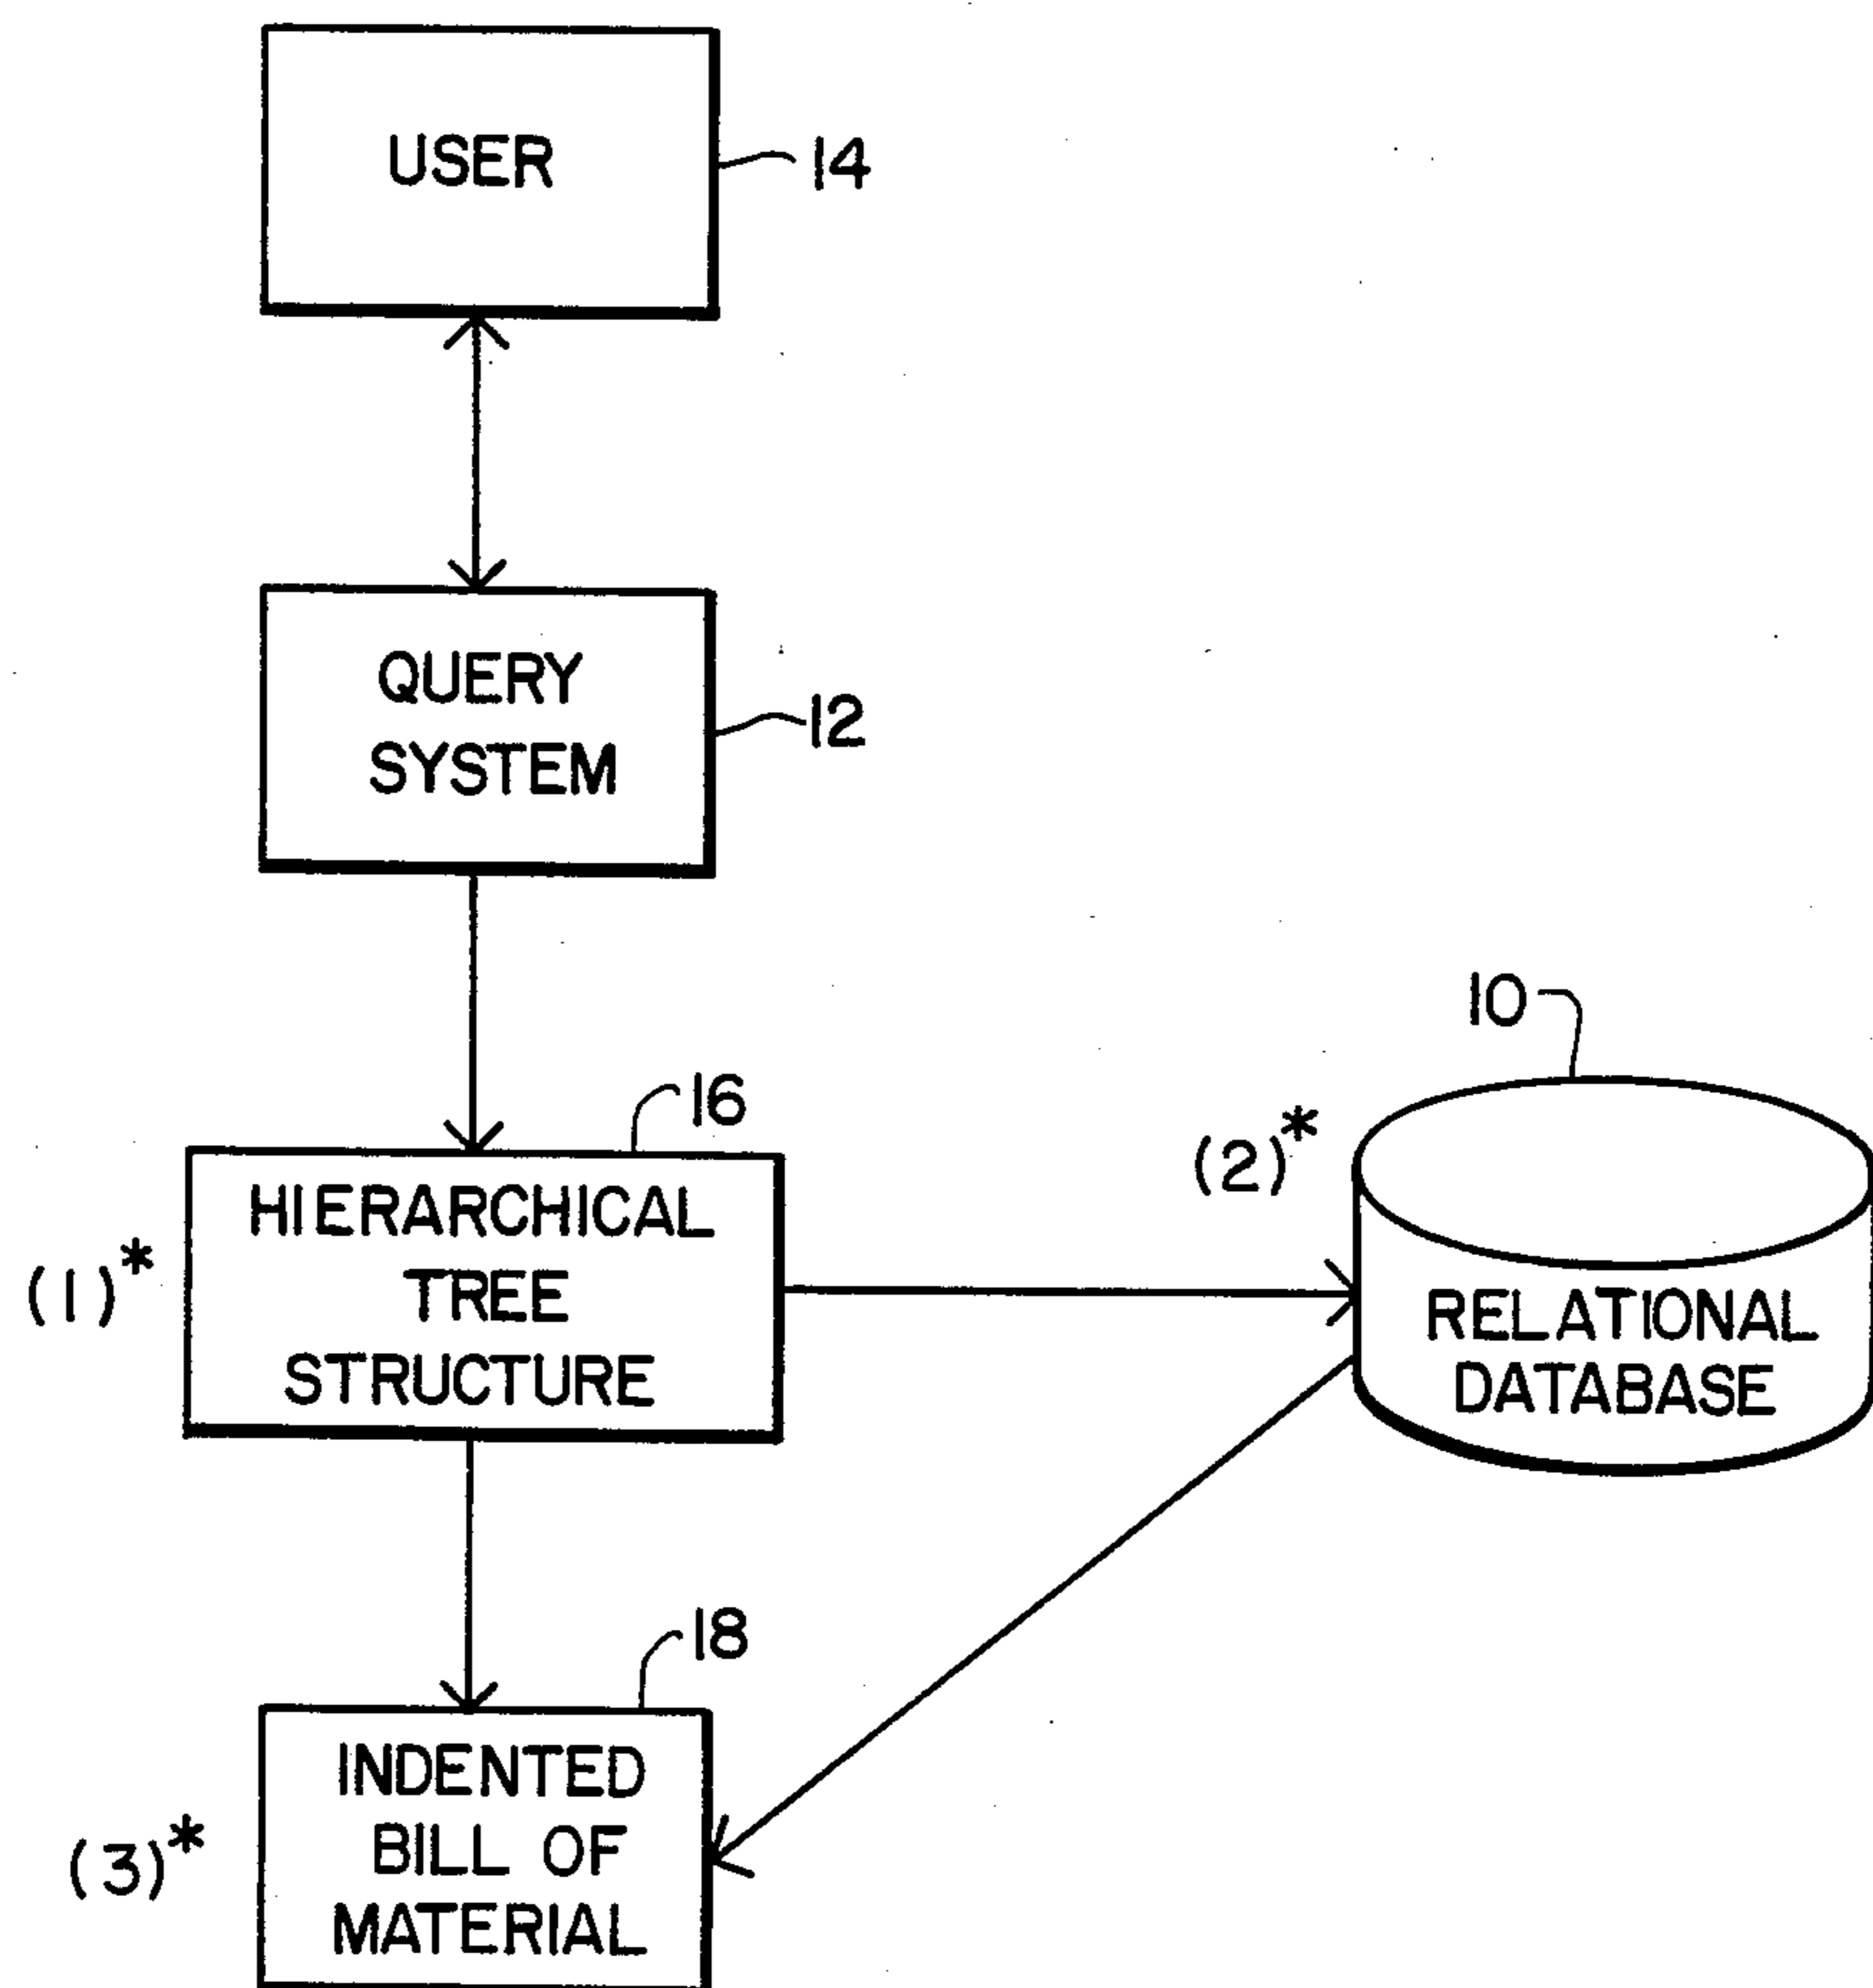 USER
14
QUERY
SYSTEM
12
16
10
(1)*
HIERARCHICAL
TREE
STRUCTURE
(2)*
RELATIONAL
DATABASE
18
(3)*
INDENTED
BILL OF
MATERIAL